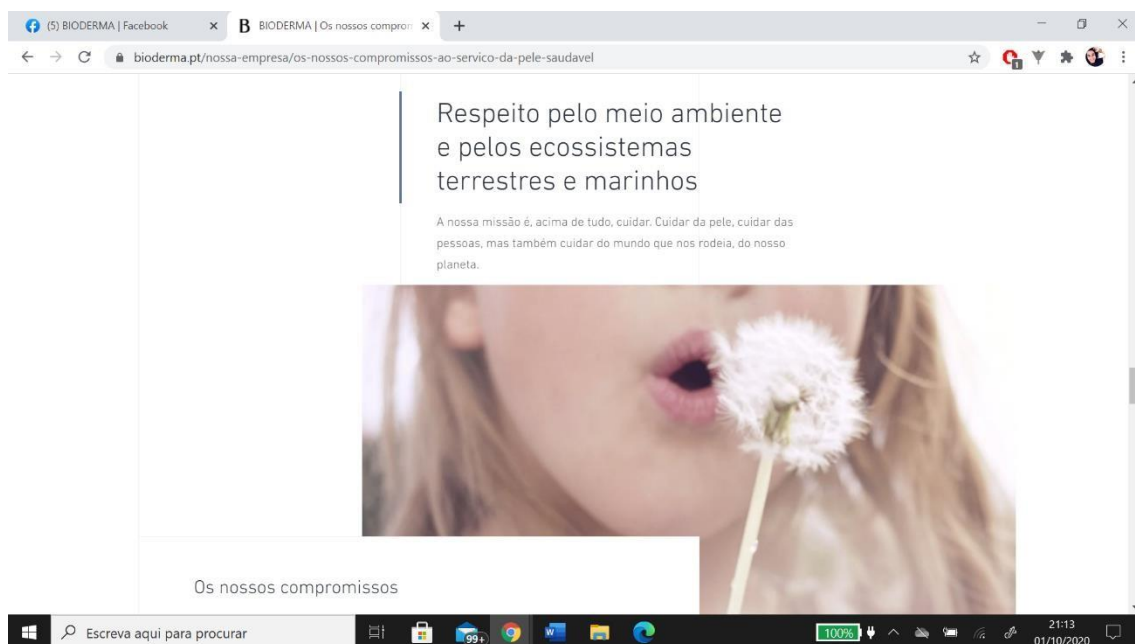 (5) BIODERMA | Facebook
B BIODERMA | Os nossos compron
bioderma.pt/nossa-empresa/os-nossos-compromissos-ao-servico-da-pele-saudavel
1
Respeito pelo meio ambiente
e pelos ecossistemas
terrestres e marinhos
A nossa missão é, acima de tudo, cuidar. Cuidar da pele, cuidar das
pessoas, mas também cuidar do mundo que nos rodeia, do nosso
planeta.
Os nossos compromissos
Escreva aqui para procurar
99+
W
100%
21:13
01/10/2020